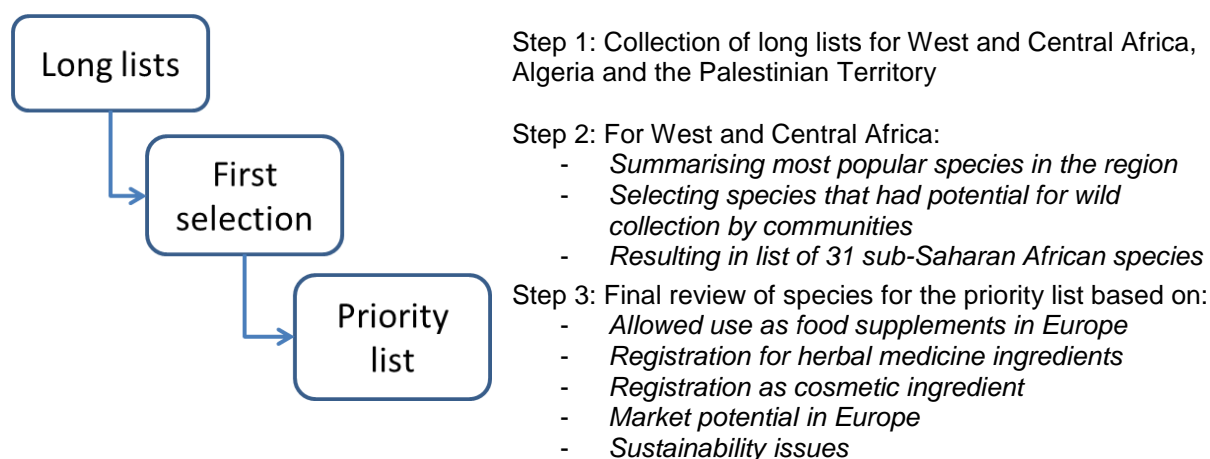 Long lists
First
selection
Priority
list
Step 1: Collection of long lists for West and Central Africa,
Algeria and the Palestinian Territory
Step 2: For West and Central Africa:
- Summarising most popular species in the region
- Selecting species that had potential for wild
collection by communities
- Resulting in list of 31 sub-Saharan African species
Step 3: Final review of species for the priority list based on:
- Allowed use as food supplements in Europe
- Registration for herbal medicine ingredients
- Registration as cosmetic ingredient
- Market potential in Europe
- Sustainability issues